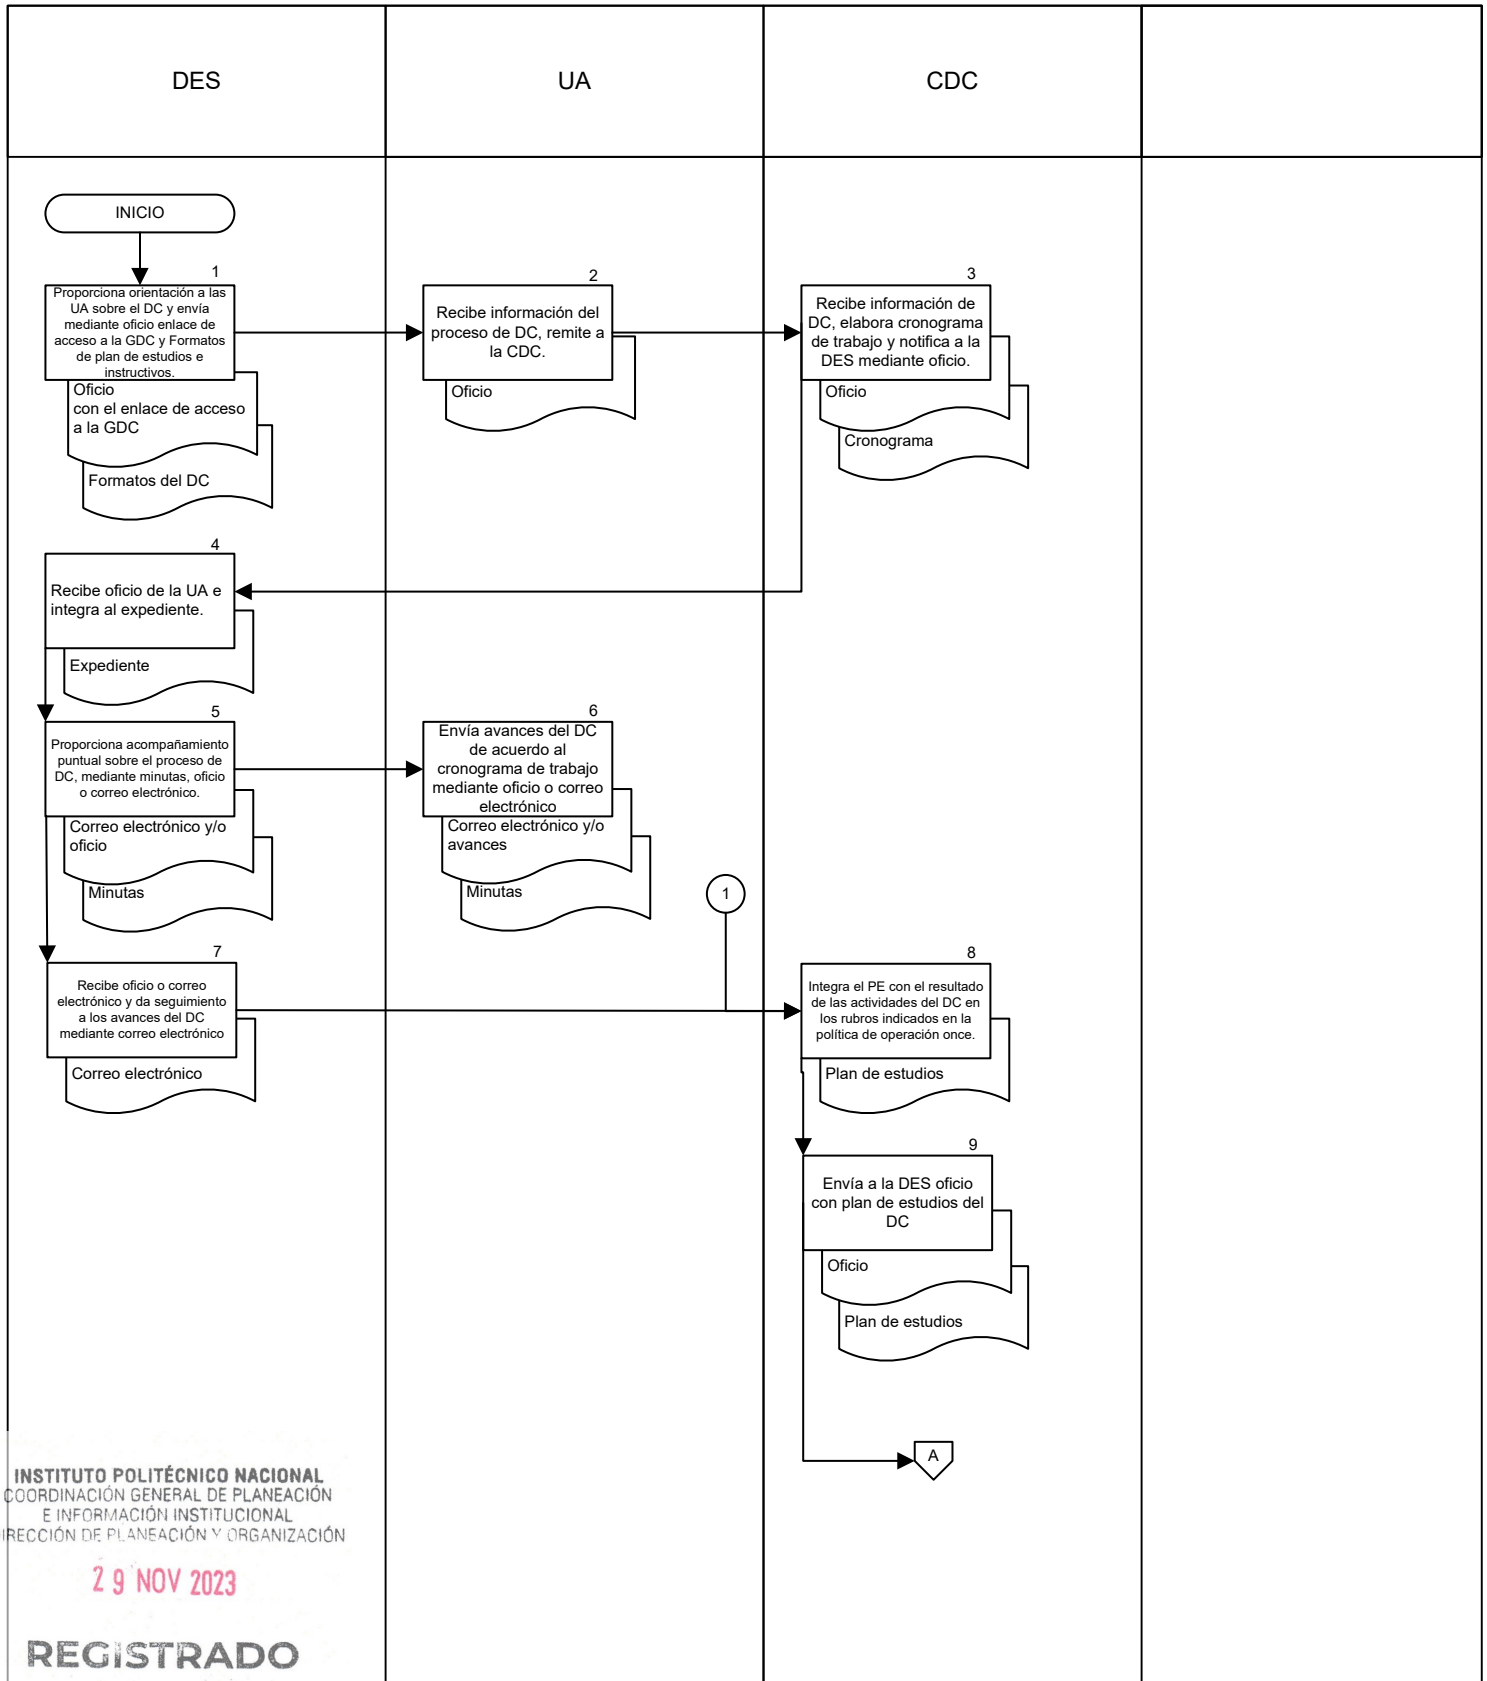 DES
UA
CDC
INICIO
1
Proporciona orientación a las
UA sobre el DC y envía
mediante oficio enlace de
acceso a la GDC y Formatos
de plan de estudios e
instructivos.
Oficio
con el enlace de acceso
a la GDC
Formatos del DC
2
Recibe información del
proceso de DC, remite a
la CDC.
Oficio
3
Recibe información de
DC, elabora cronograma
de trabajo y notifica a la
DES mediante oficio.
Oficio
Cronograma
4
Recibe oficio de la UA e
integra al expediente.
Expediente
5
Proporciona acompañamiento
puntual sobre el proceso de
DC, mediante minutas, oficio
o correo electrónico.
Correo electrónico y/o
oficio
Minutas
6
Envía avances del DC
de acuerdo al
cronograma de trabajo
mediante oficio o correo
electrónico
Correo electrónico y/o
avances
Minutas
1
7
Recibe oficio o correo
electrónico y da seguimiento
a los avances del DC
mediante correo electrónico
Correo electrónico
8
Integra el PE con el resultado
de las actividades del DC en
los rubros indicados en la
política de operación once.
Plan de estudios
9
Envía a la DES oficio
con plan de estudios del
DC
Oficio
Plan de estudios
A
INSTITUTO POLITÉCNICO NACIONAL
COORDINACIÓN GENERAL DE PLANEACIÓN
E INFORMACIÓN INSTITUCIONAL
IRECCIÓN DE PLANEACIÓN Y ORGANIZACIÓN
29 NOV 2023
REGISTRADO